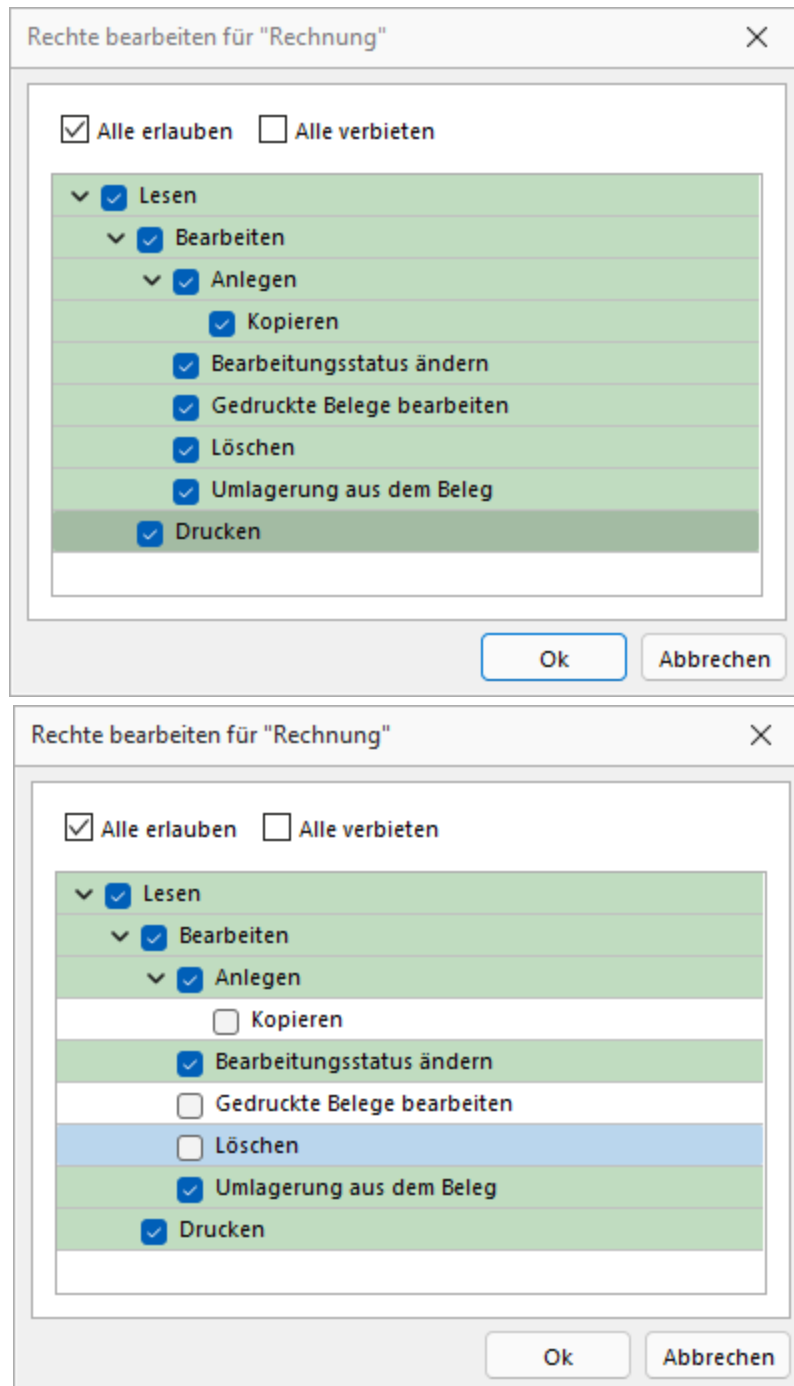 Rechte bearbeiten für "Rechnung"
Alle erlauben Alle verbieten
Lesen
Bearbeiten
Anlegen
Kopieren
Bearbeitungsstatus ändern
Gedruckte Belege bearbeiten
Löschen
Umlagerung aus dem Beleg
Drucken
Ok Abbrechen
Rechte bearbeiten für "Rechnung"
Alle erlauben Alle verbieten
Lesen
Bearbeiten
Anlegen
Kopieren
Bearbeitungsstatus ändern
Gedruckte Belege bearbeiten
Löschen
Umlagerung aus dem Beleg
Drucken
Ok Abbrechen